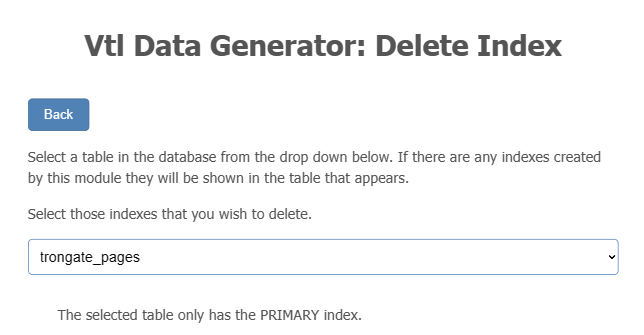 Vtl Data Generator: Delete Index
Back
Select a table in the database from the drop down below. If there are any indexes created
by this module they will be shown in the table that appears.
Select those indexes that you wish to delete.
trongate_pages
The selected table only has the PRIMARY index.